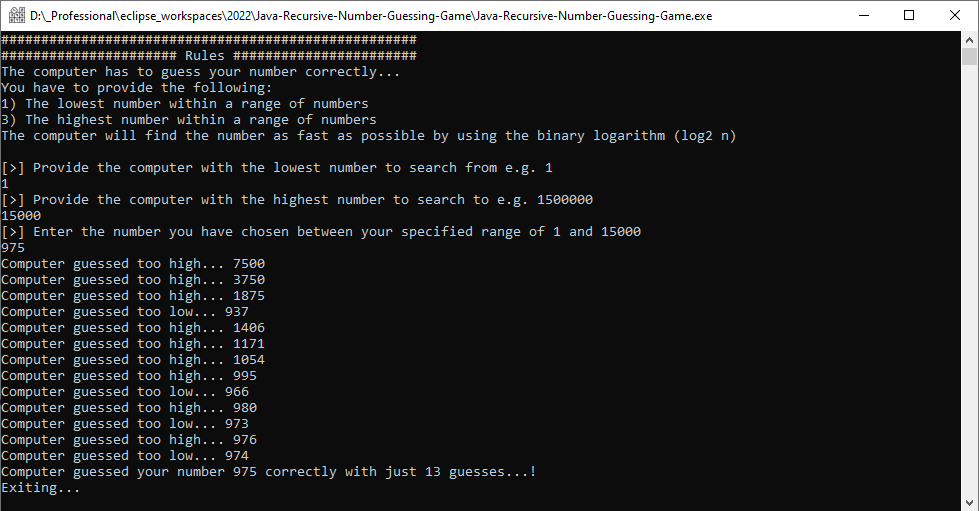 D:\_Professional\eclipse_workspaces\2022\Java-Recursive-Number-Guessing-Game\Java-Recursive-Number-Guessing-Game.exe
####################################################
###################### Rules #######################
The computer has to guess your number correctly...
You have to provide the following:
1) The lowest number within a range of numbers
3) The highest number within a range of numbers
The computer will find the number as fast as possible by using the binary logarithm (log2 n)
[>] Provide the computer with the lowest number to search from e.g. 1
1
[>] Provide the computer with the highest number to search to e.g. 1500000
15000
[>] Enter the number you have chosen between your specified range of 1 and 15000
975
Computer guessed too high... 7500
Computer guessed too high... 3750
Computer guessed too high... 1875
Computer guessed too low... 937
Computer guessed too high... 1406
Computer guessed too high... 1171
Computer guessed too high... 1054
Computer guessed too high... 995
Computer guessed too low... 966
Computer guessed too high... 980
Computer guessed too low... 973
Computer guessed too high... 976
Computer guessed too low... 974
Computer guessed your number 975 correctly with just 13 guesses...!
Exiting...